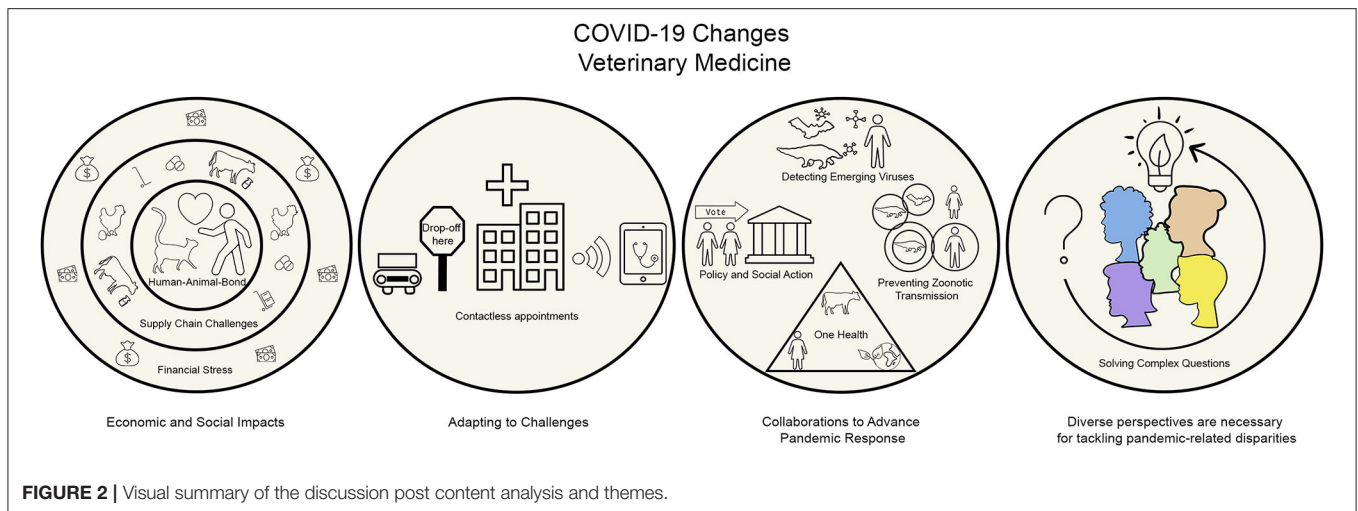 COVID-19 Changes
Veterinary Medicine
Human-Animal-Bond
Supply Chain Challenges
Financial Stress
Economic and Social Impacts
Drop-off
here
Contactless appointments
Adapting to Challenges
Detecting Emerging Viruses
Vote
Policy and Social Action
Preventing Zoonotic
Transmission
One Health
Collaborations to Advance
Pandemic Response
?
Solving Complex Questions
Diverse perspectives are necessary
for tackling pandemic-related disparities
FIGURE 2 | Visual summary of the discussion post content analysis and themes.